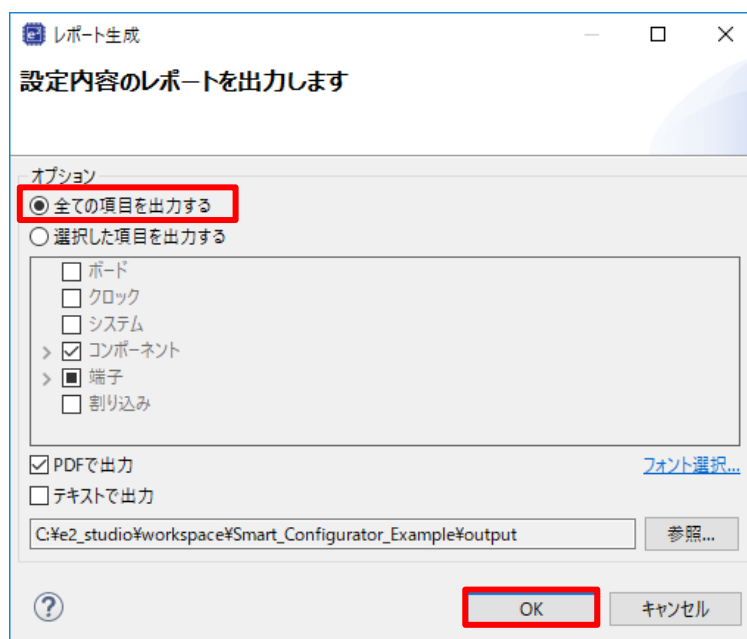 レポート生成
設定内容のレポートを出力します
オプション
全ての項目を出力する
選択した項目を出力する
ボード
クロック
システム
コンポーネント
端子
割り込み
PDFで出力
フォント選択...
テキストで出力
C:¥e2_studio¥workspace¥Smart_Configurator_Example¥output
参照...
OK
キャンセル